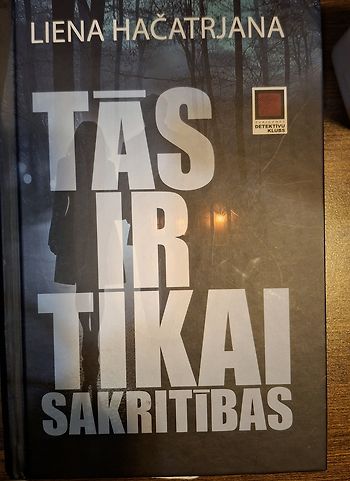 LIENA HAČATRJANA
TĀS
IR
TIKAI
SAKRITĪBAS
DETEKTĪVU
KLUBS